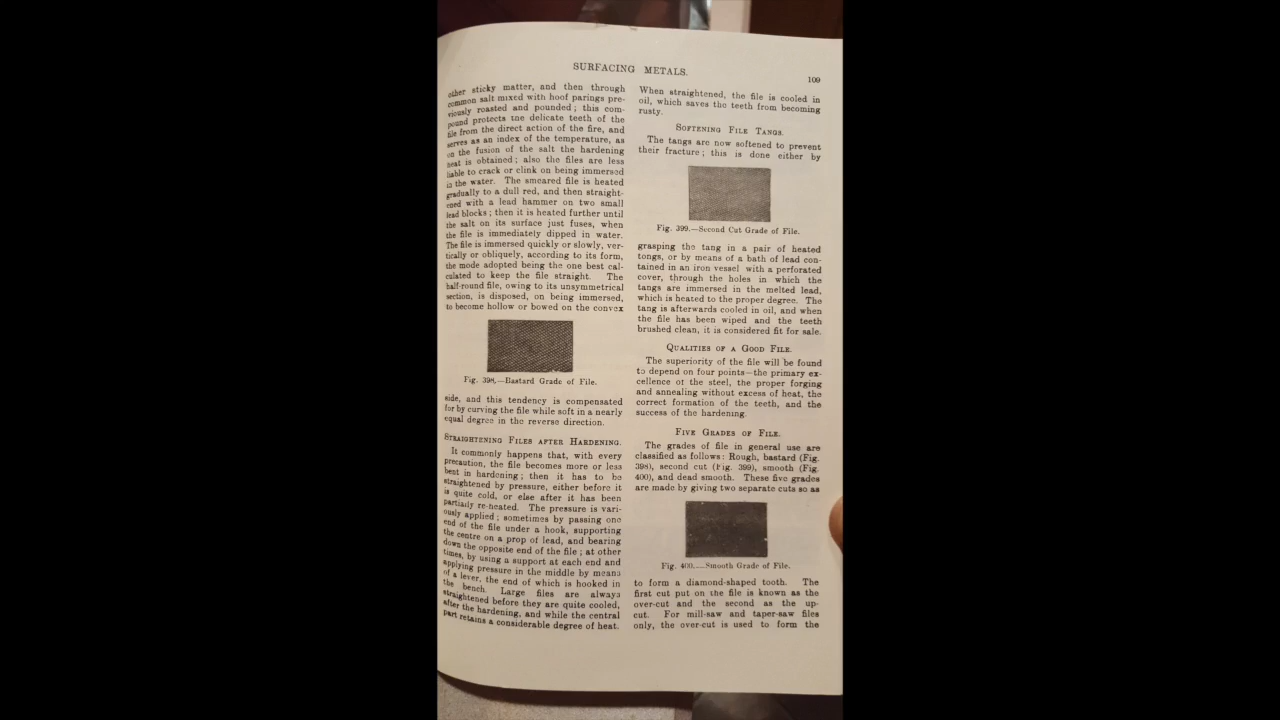 SURFACING METALS.
109
other sticky matter, and then through
common salt mixed with hoof parings pre-
viously roasted and pounded; this com-
pound protects the delicate teeth of the
file from the direct action of the fire, and
serves as an index of the temperature, as
on the fusion of the salt the hardening
heat is obtained; also the files are less
liable to crack or clink on being immersed
in the water. The smeared file is heated
gradually to a dull red, and then straight-
ened with a lead hammer on two small
lead blocks; then it is heated further until
the salt on its surface just fuses, when
the file is immediately dipped in water.
The file is immersed quickly or slowly, ver-
tically or obliquely, according to its form,
the mode adopted being the one best cal-
culated to keep the file straight. The
half-round file, owing to its unsymmetrical
section, is disposed, on being immersed,
to become hollow or bowed on the convex
Fig. 398.—Bastard Grade of File.
side, and this tendency is compensated
for by curving the file while soft in a nearly
equal degree in the reverse direction.
STRAIGHTENING FILES AFTER HARDENING.
It commonly happens that, with every
precaution, the file becomes more or less
bent in hardening; then it has to be
straightened by pressure, either before it
is quite cold, or else after it has been
partially re-heated. The pressure is vari-
ously applied; sometimes by passing one
end of the file under a hook, supporting
the centre on a prop of lead, and bearing
down the opposite end of the file; at other
times, by using a support at each end and
applying pressure in the middle by means
of a lever, the end of which is hooked in
the bench. Large files are always
straightened before they are quite cooled,
after the hardening, and while the central
part retains a considerable degree of heat.
When straightened, the file is cooled in
oil, which saves the teeth from becoming
rusty.
SOFTENING FILE TANGS.
The tangs are now softened to prevent
their fracture; this is done either by
Fig. 399.—Second Cut Grade of File.
grasping the tang in a pair of heated
tongs, or by means of a bath of lead con-
tained in an iron vessel with a perforated
cover, through the holes in which the
tangs are immersed in the melted lead,
which is heated to the proper degree. The
tang is afterwards cooled in oil, and when
the file has been wiped and the teeth
brushed clean, it is considered fit for sale.
QUALITIES OF A GOOD FILE.
The superiority of the file will be found
to depend on four points—the primary ex-
cellence of the steel, the proper forging
and annealing without excess of heat, the
correct formation of the teeth, and the
success of the hardening.
FIVE GRADES OF FILE.
The grades of file in general use are
classified as follows: Rough, bastard (Fig.
398), second cut (Fig. 399), smooth (Fig.
400), and dead smooth. These five grades
are made by giving two separate cuts so as
Fig. 400.—Smooth Grade of File.
to form a diamond-shaped tooth. The
first cut put on the file is known as the
over-cut and the second as the up-
cut. For mill-saw and taper-saw files
only, the over-cut is used to form the